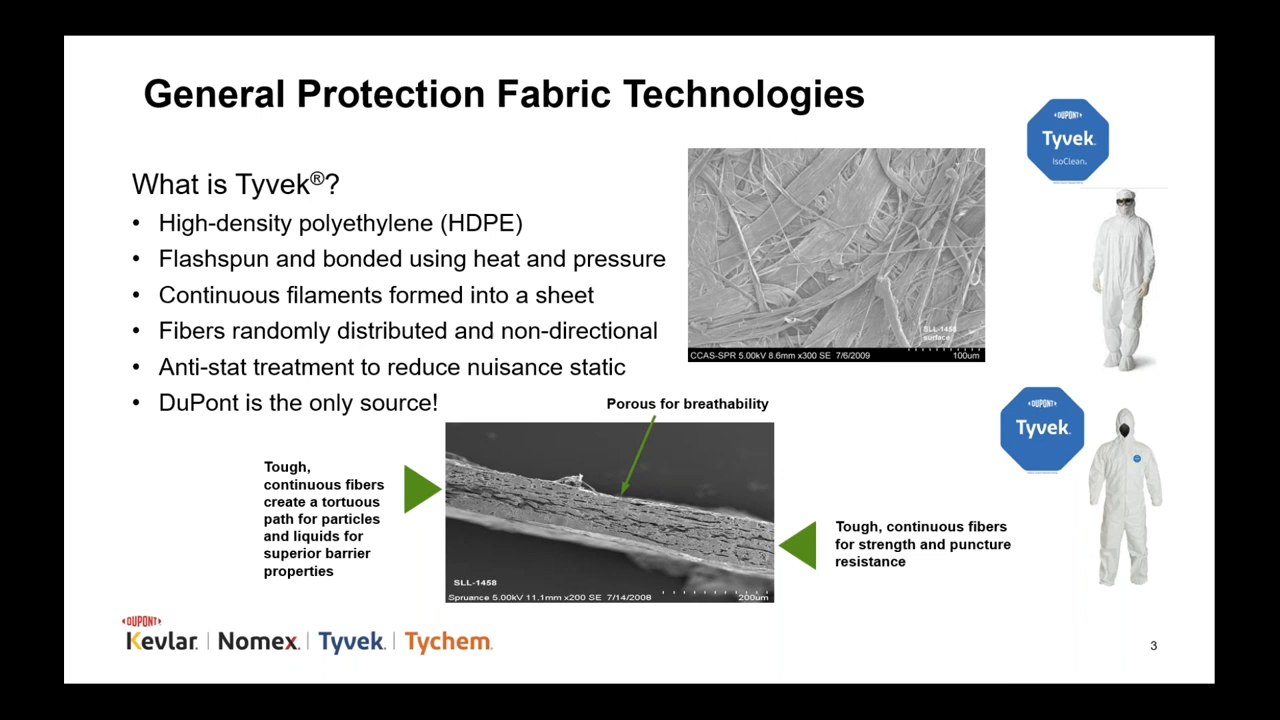 General Protection Fabric Technologies
What is Tyvek®?
• High-density polyethylene (HDPE)
• Flashspun and bonded using heat and pressure
• Continuous filaments formed into a sheet
• Fibers randomly distributed and non-directional
• Anti-stat treatment to reduce nuisance static
• DuPont is the only source!
SLL-1458
surface
CCAS-SPR 5.00kV 8.6mm x300 SE 7/6/2009
100um
‹DUPONT›
Tyvek.
IsoClean.
Porous for breathability
Tough,
continuous fibers
create a tortuous
path for particles
and liquids for
superior barrier
properties
SLL-1458
Spruance 5.00kV 11.1mm x200 SE 7/14/2008
200um
Tough, continuous fibers
for strength and puncture
resistance
‹DUPONT›
Tyvek.
‹DUPONT›
Kevlar. | Nomex. | Tyvek. | Tychem.
3